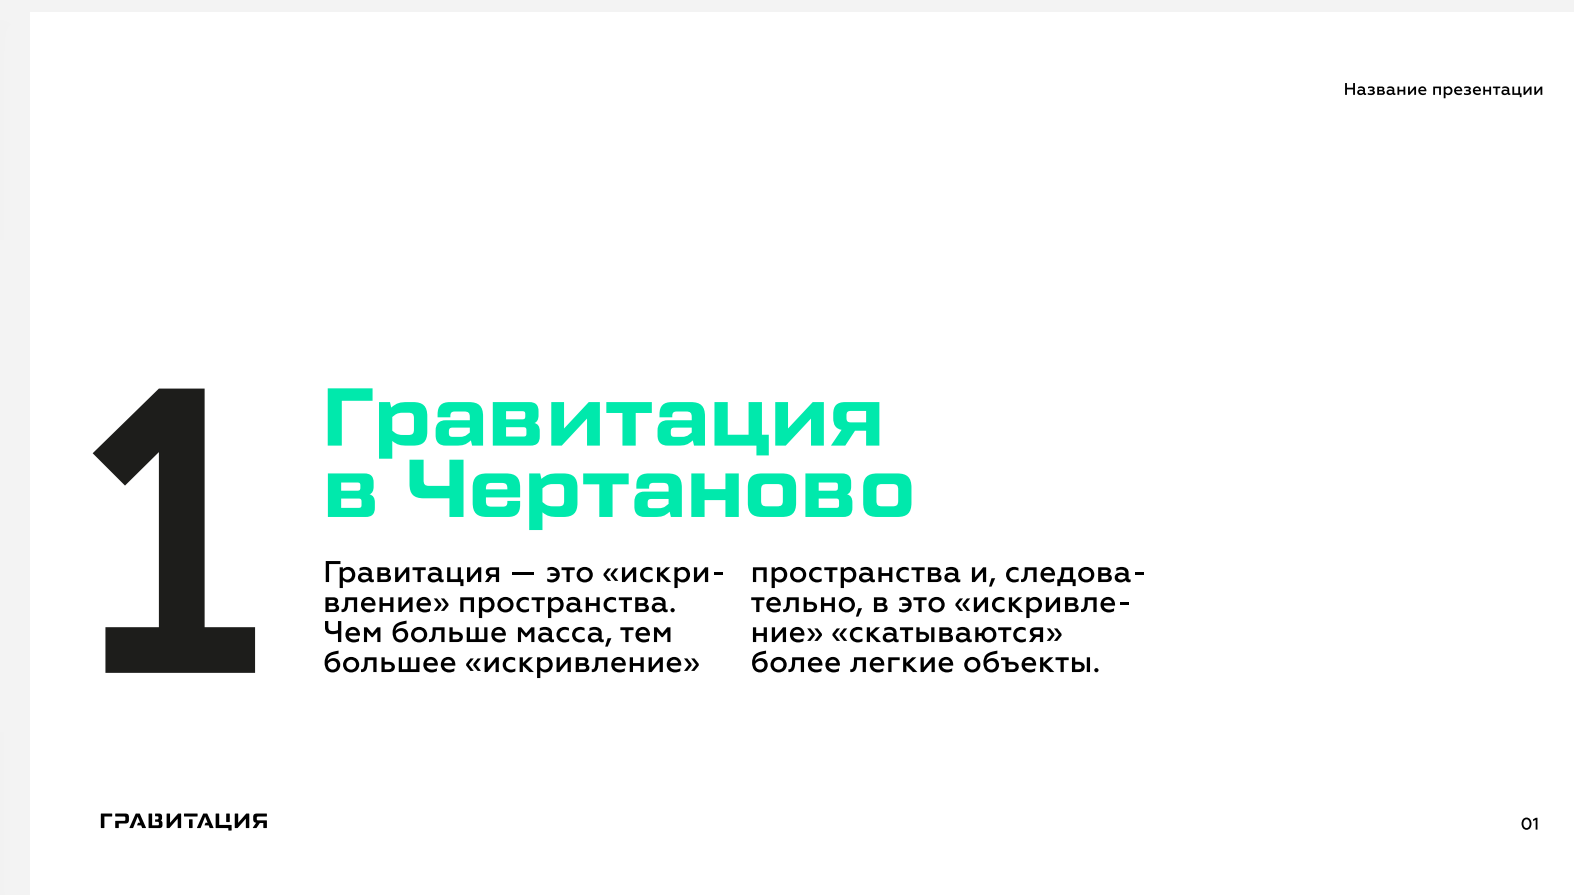 Название презентации
1
Гравитация
в Чертаново
Гравитация — это «искри-
вление» пространства.
Чем больше масса, тем
большее «искривление»
пространства и, следова-
тельно, в это «искривле-
ние» «скатываются»
более легкие объекты.
ГРАВИТАЦИЯ
01